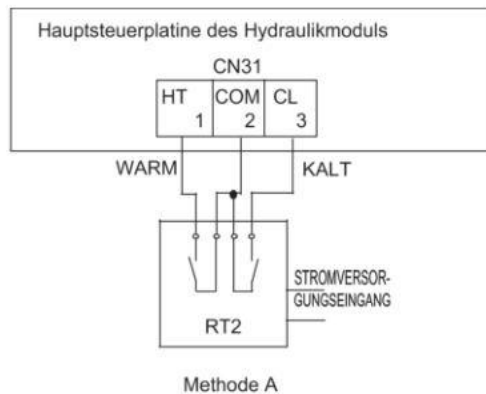 Hauptsteuerplatine des Hydraulikmoduls
CN31
HT COM CL
1 2 3
WARM KALT
STROMVERSOR-
GUNGSEINGANG
RT2
Methode A